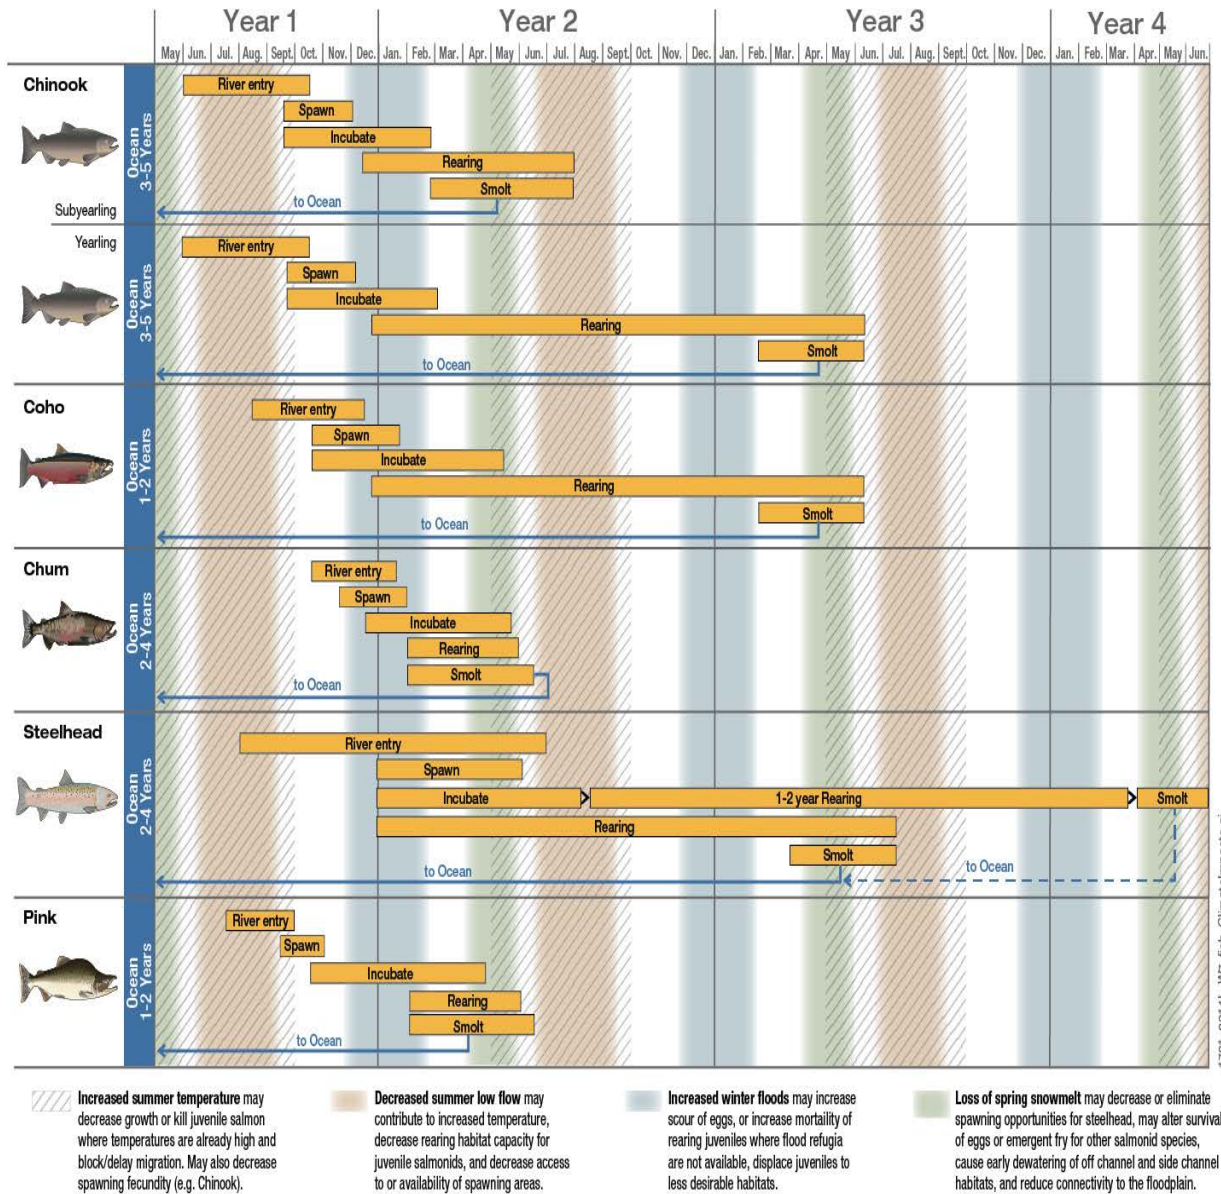 Year 1 Year 2 Year 3 Year 4
May Jun. Jul. Aug. Sept. Oct. Nov. Dec. Jan. Feb. Mar. Apr. May Jun. Jul. Aug. Sept. Oct. Nov. Dec. Jan. Feb. Mar. Apr. May Jun. Jul. Aug. Sept. Oct. Nov. Dec. Jan. Feb. Mar. Apr. May Jun.
Chinook
Ocean
3-5 Years
River entry
Spawn
Incubate
Rearing
Smolt
to Ocean
Subyearling
Yearling
Ocean
3-5 Years
River entry
Spawn
Incubate
Rearing
Smolt
to Ocean
Coho
Ocean
1-2 Years
River entry
Spawn
Incubate
Rearing
Smolt
to Ocean
Chum
Ocean
2-4 Years
River entry
Spawn
Incubate
Rearing
Smolt
to Ocean
Steelhead
Ocean
2-4 Years
River entry
Spawn
Incubate 1-2 year Rearing Smolt
Rearing
Smolt
to Ocean to Ocean
Pink
Ocean
1-2 Years
River entry
Spawn
Incubate
Rearing
Smolt
to Ocean
Increased summer temperature may
decrease growth or kill juvenile salmon
where temperatures are already high and
block/delay migration. May also decrease
spawning fecundity (e.g. Chinook).
Decreased summer low flow may
contribute to increased temperature,
decrease rearing habitat capacity for
juvenile salmonids, and decrease access
to or availability of spawning areas.
Increased winter floods may increase
scour of eggs, or increase mortality of
rearing juveniles where flood refugia
are not available, displace juveniles to
less desirable habitats.
Loss of spring snowmelt may decrease or eliminate
spawning opportunities for steelhead, may alter survival
of eggs or emergent fry for other salmonid species,
cause early dewatering of off channel and side channel
habitats, and reduce connectivity to the floodplain.